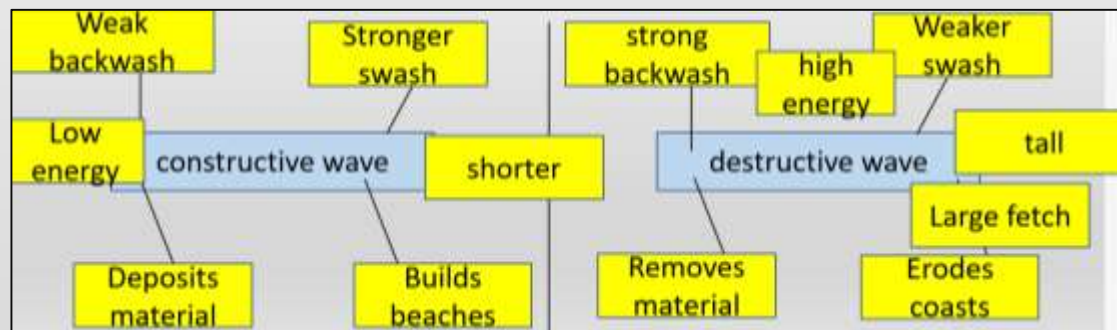 Weak
backwash
Stronger
swash
Low
energy
constructive wave
shorter
Deposits
material
Builds
beaches
strong
backwash
high
energy
Weaker
swash
destructive wave
tall
Large fetch
Removes
material
Erodes
coasts